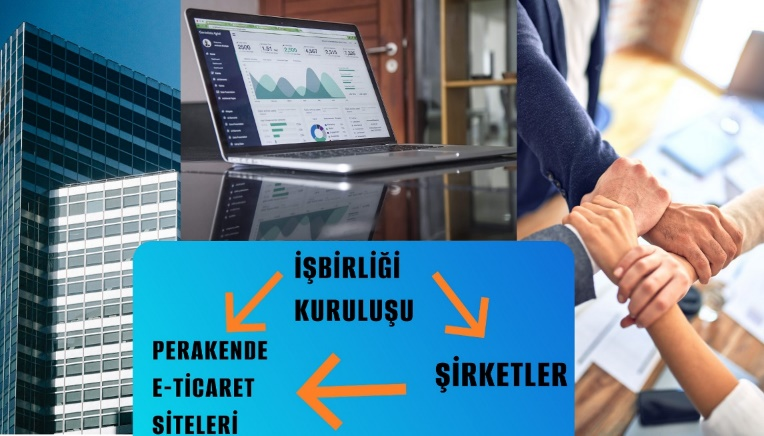 İŞBİRLİĞİ
KURULUŞU
PERAKENDE
E-TİCARET
SİTELERİ
ŞİRKETLER